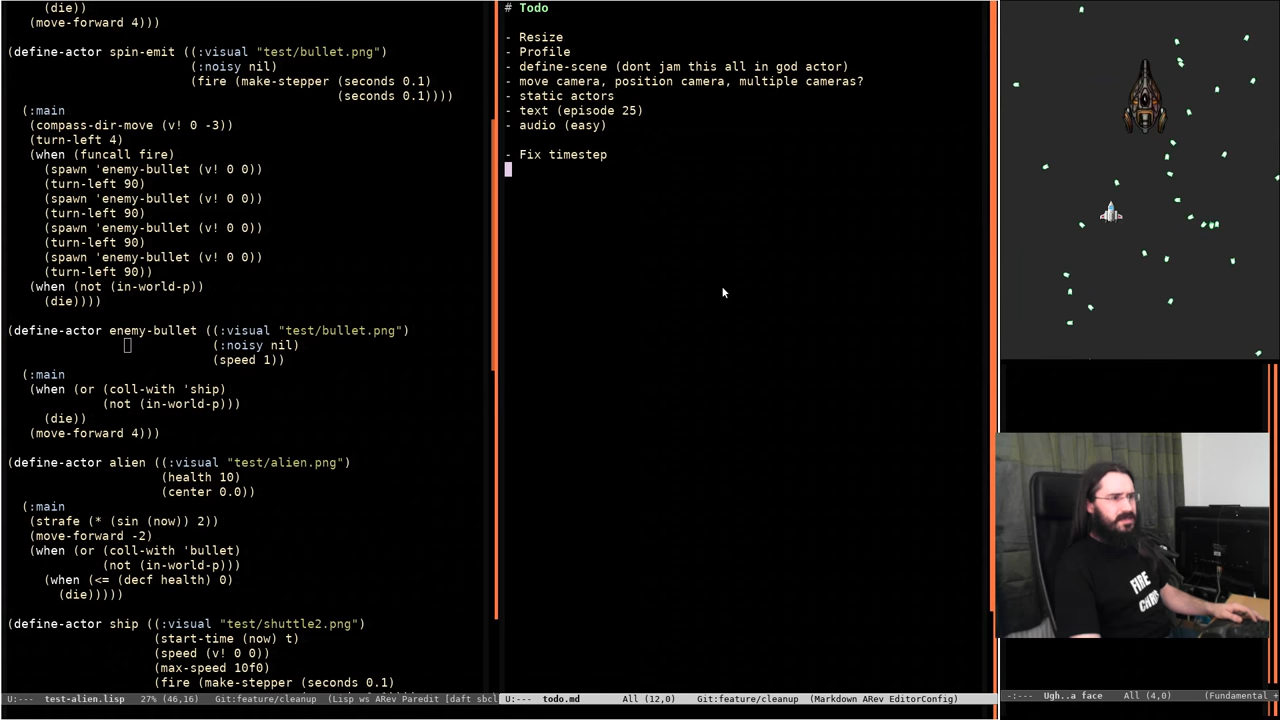 (die))
(move-forward 4)))
(define-actor spin-emit ((:visual "test/bullet.png")
(:noisy nil)
(fire (make-stepper (seconds 0.1)
(seconds 0.1))))
(:main
(compass-dir-move (v! 0 -3))
(turn-left 4)
(when (funcall fire)
(spawn 'enemy-bullet (v! 0 0))
(turn-left 90)
(spawn 'enemy-bullet (v! 0 0))
(turn-left 90)
(spawn 'enemy-bullet (v! 0 0))
(turn-left 90)
(spawn 'enemy-bullet (v! 0 0))
(turn-left 90))
(when (not (in-world-p))
(die))))
(define-actor enemy-bullet ((:visual "test/bullet.png")
(:noisy nil)
(speed 1))
(:main
(when (or (coll-with 'ship)
(not (in-world-p)))
(die))
(move-forward 4)))
(define-actor alien ((:visual "test/alien.png")
(health 10)
(center 0.0))
(:main
(strafe (* (sin (now)) 2))
(move-forward -2)
(when (or (coll-with 'bullet)
(not (in-world-p)))
(when (<= (decf health) 0)
(die)))))
(define-actor ship ((:visual "test/shuttle2.png")
(start-time (now) t)
(speed (v! 0 0))
(max-speed 10f0)
(fire (make-stepper (seconds 0.1)
U:--- test-alien.lisp 27% (46,16) Git:feature/cleanup (Lisp ws ARev Paredit [daft sbcl
# Todo
- Resize
- Profile
- define-scene (dont jam this all in god actor)
- move camera, position camera, multiple cameras?
- static actors
- text (episode 25)
- audio (easy)
- Fix timestep
U:--- todo.md All (12,0) Git:feature/cleanup (Markdown ARev EditorConfig)
FIRE
-:--- Ugh..a face All (4,0) (Fundamental +